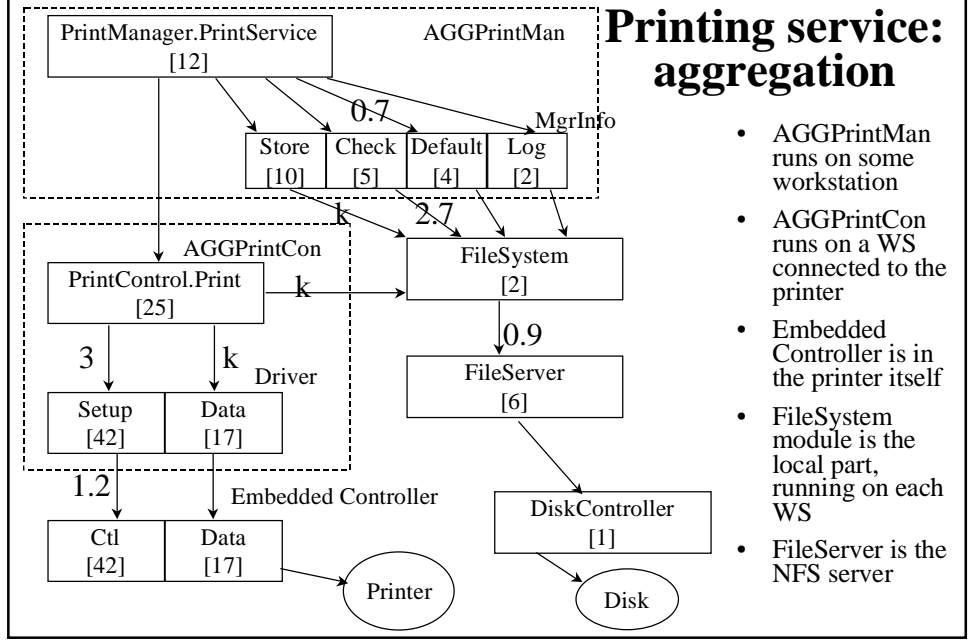 Printing service:
aggregation
PrintManager.PrintService
[12]
AGGPrintMan
0.7
MgrInfo
Store
[10]
Check
[5]
Default
[4]
Log
[2]
k
2.7
AGGPrintCon
PrintControl.Print
[25]
k
FileSystem
[2]
3
k
0.9
Driver
FileServer
[6]
Setup
[42]
Data
[17]
1.2
Embedded Controller
Ctl
[42]
Data
[17]
DiskController
[1]
Printer
Disk
• AGGPrintMan
runs on some
workstation
• AGGPrintCon
runs on a WS
connected to the
printer
• Embedded
Controller is in
the printer itself
• FileSystem
module is the
local part,
running on each
WS
• FileServer is the
NFS server